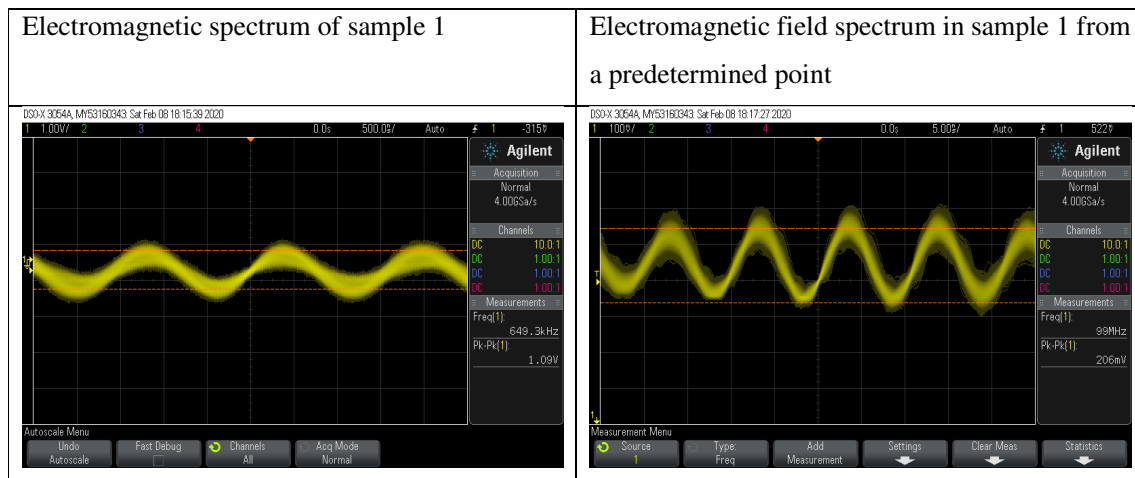 Electromagnetic spectrum of sample 1
Electromagnetic field spectrum in sample 1 from
a predetermined point
DSO-X 3054A, MY53160343: Sat Feb 08 18:15:39 2020
1 1.00V/ 2 3 4 0.0s 500.0ns/ Auto 1 -315V
Agilent
Acquisition
Normal
4.00GSa/s
Channels
DC 10.0:1
DC 1.00:1
DC 1.00:1
DC 1.00:1
Measurements
Freq(1):
649.3kHz
Pk-Pk(1):
1.09V
Autoscale Menu
Undo
Autoscale
Fast Debug
Channels
All
Acq Mode
Normal
DSO-X 3054A, MY53160343: Sat Feb 08 18:17:27 2020
1 100V/ 2 3 4 0.0s 5.00ns/ Auto 1 522V
Agilent
Acquisition
Normal
4.00GSa/s
Channels
DC 10.0:1
DC 1.00:1
DC 1.00:1
DC 1.00:1
Measurements
Freq(1):
99MHz
Pk-Pk(1):
206mV
Measurement Menu
Source
1
Type:
Freq
Add
Measurement
Settings
Clear Meas
Statistics